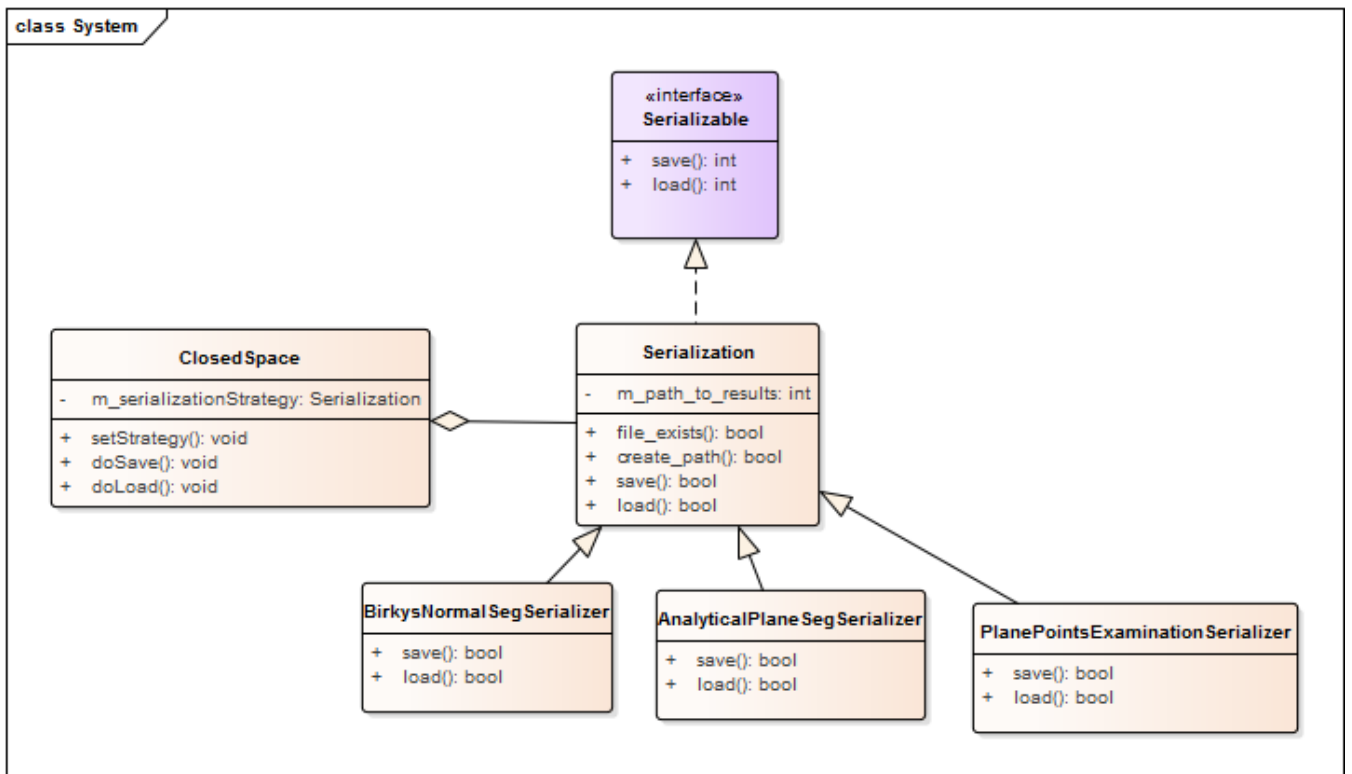 class System
«interface»
Serializable
+ save(): int
+ load(): int
ClosedSpace
- m_serializationStrategy: Serialization
+ setStrategy(): void
+ doSave(): void
+ doLoad(): void
Serialization
- m_path_to_results: int
+ file_exists(): bool
+ create_path(): bool
+ save(): bool
+ load(): bool
BirkysNormalSegSerializer
+ save(): bool
+ load(): bool
AnalyticalPlaneSegSerializer
+ save(): bool
+ load(): bool
PlanePointsExaminationSerializer
+ save(): bool
+ load(): bool